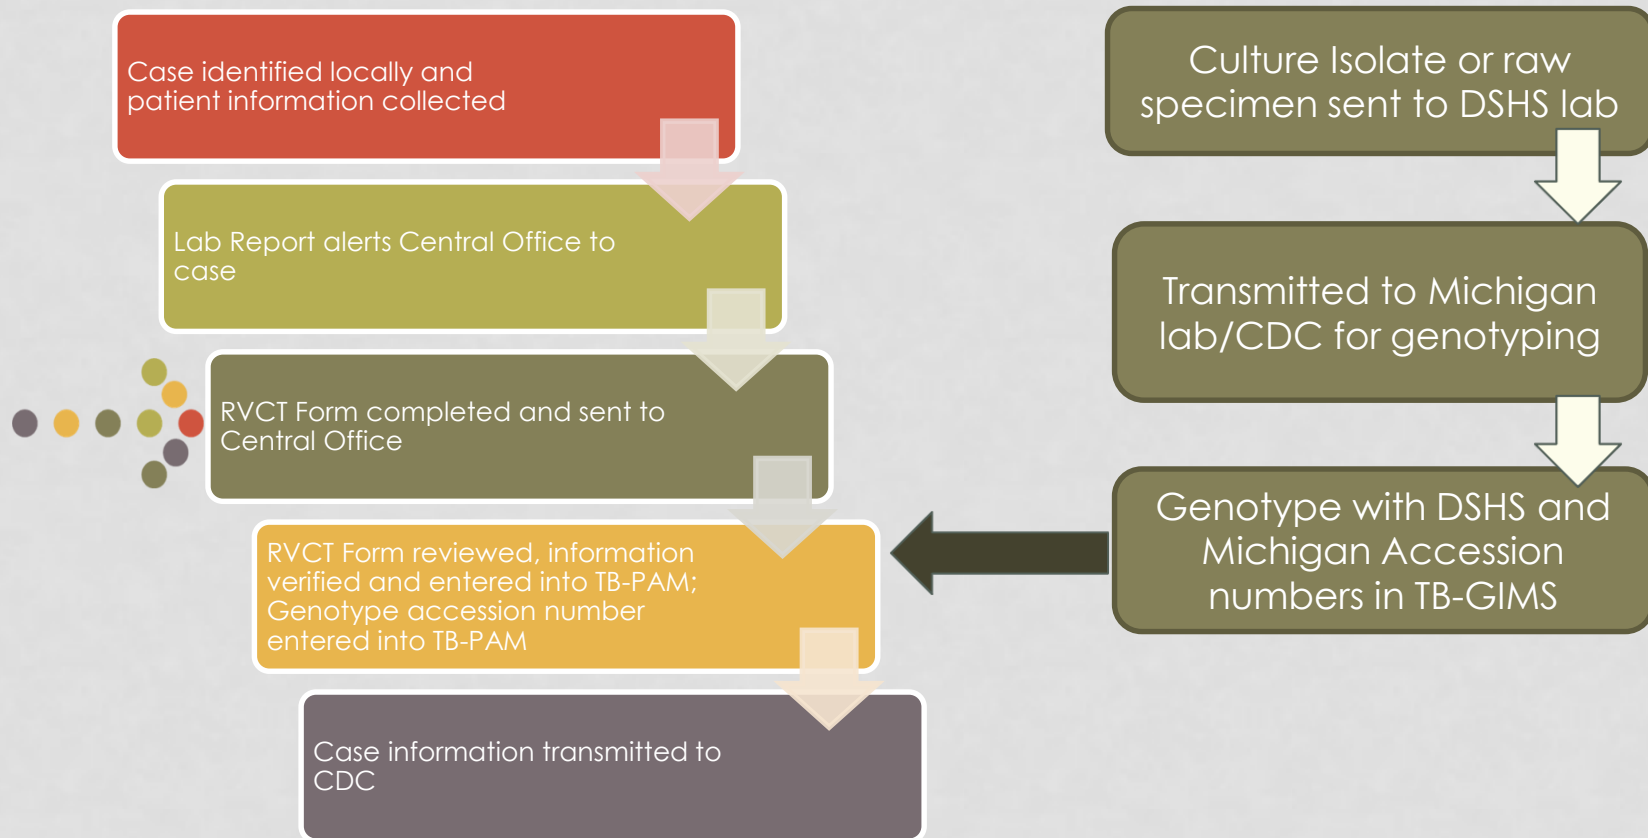 Case identified locally and
patient information collected
Lab Report alerts Central Office to
case
RVCT Form completed and sent to
Central Office
RVCT Form reviewed, information
verified and entered into TB-PAM;
Genotype accession number
entered into TB-PAM
Case information transmitted to
CDC
Culture Isolate or raw
specimen sent to DSHS lab
Transmitted to Michigan
lab/CDC for genotyping
Genotype with DSHS and
Michigan Accession
numbers in TB-GIMS